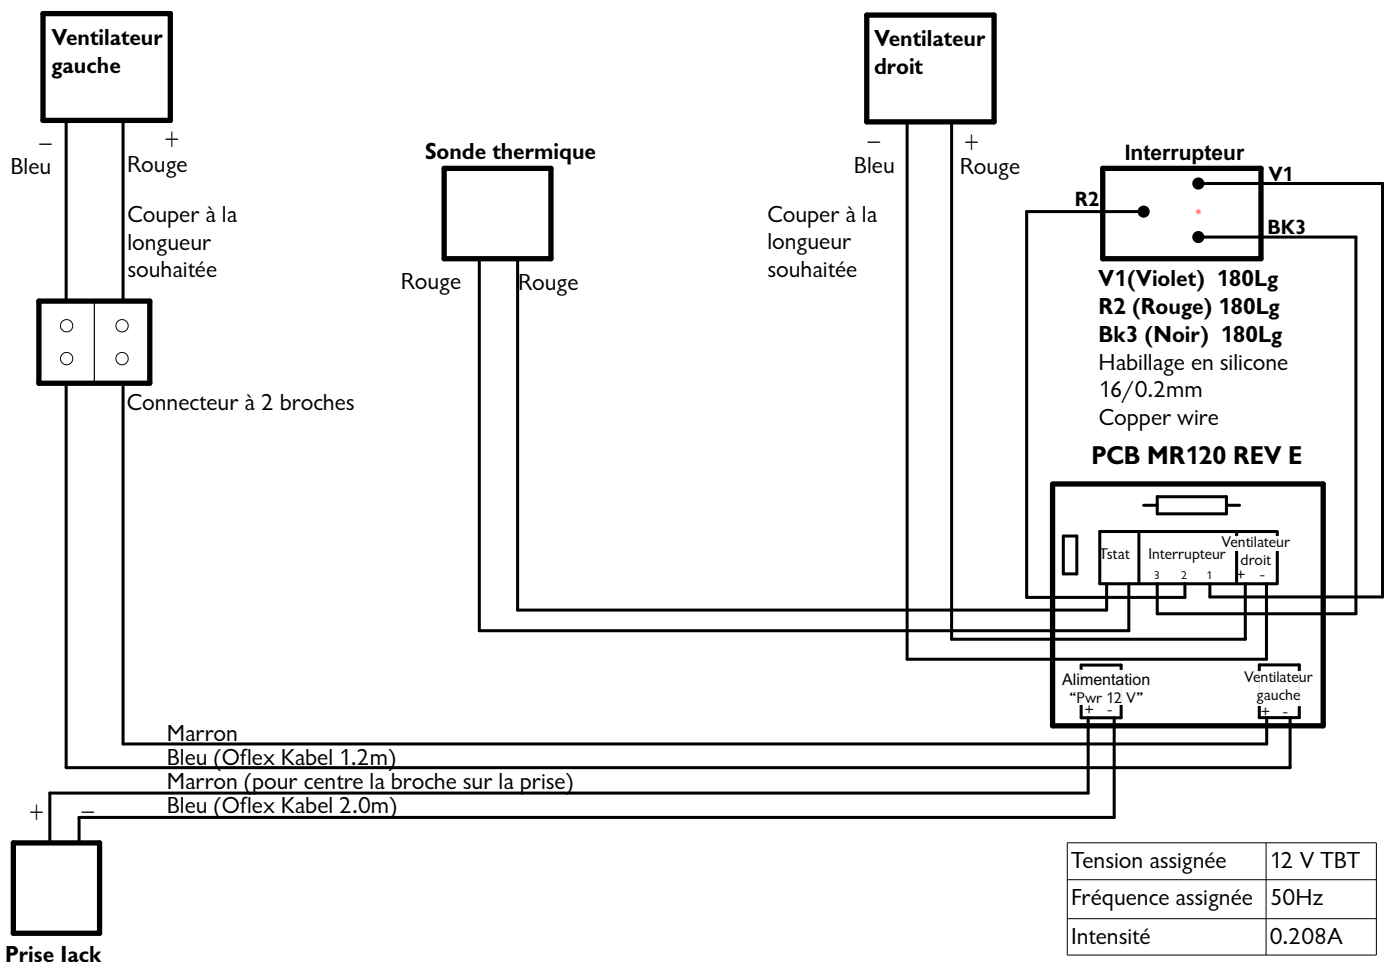 Ventilateur
gauche
Ventilateur
droit
–
+
Bleu
Rouge
Couper à la
longueur
souhaitée
Sonde thermique
Rouge
Rouge
–
+
Bleu
Rouge
Couper à la
longueur
souhaitée
Interrupteur
V1
R2
*
BK3
V1(Violet) 180Lg
R2 (Rouge) 180Lg
Bk3 (Noir) 180Lg
Habillage en silicone
16/0.2mm
Copper wire
Connecteur à 2 broches
PCB MR120 REV E
Tstat
Interrupteur
3 2 1
Ventilateur
droit
+ -
Alimentation
“Pwr 12 V”
+ -
Ventilateur
gauche
+ -
Marron
Bleu (Oflex Kabel 1.2m)
Marron (pour centre la broche sur la prise)
Bleu (Oflex Kabel 2.0m)
+ –
Prise Jack
Tension assignée 12 V TBT
Fréquence assignée 50Hz
Intensité 0.208A